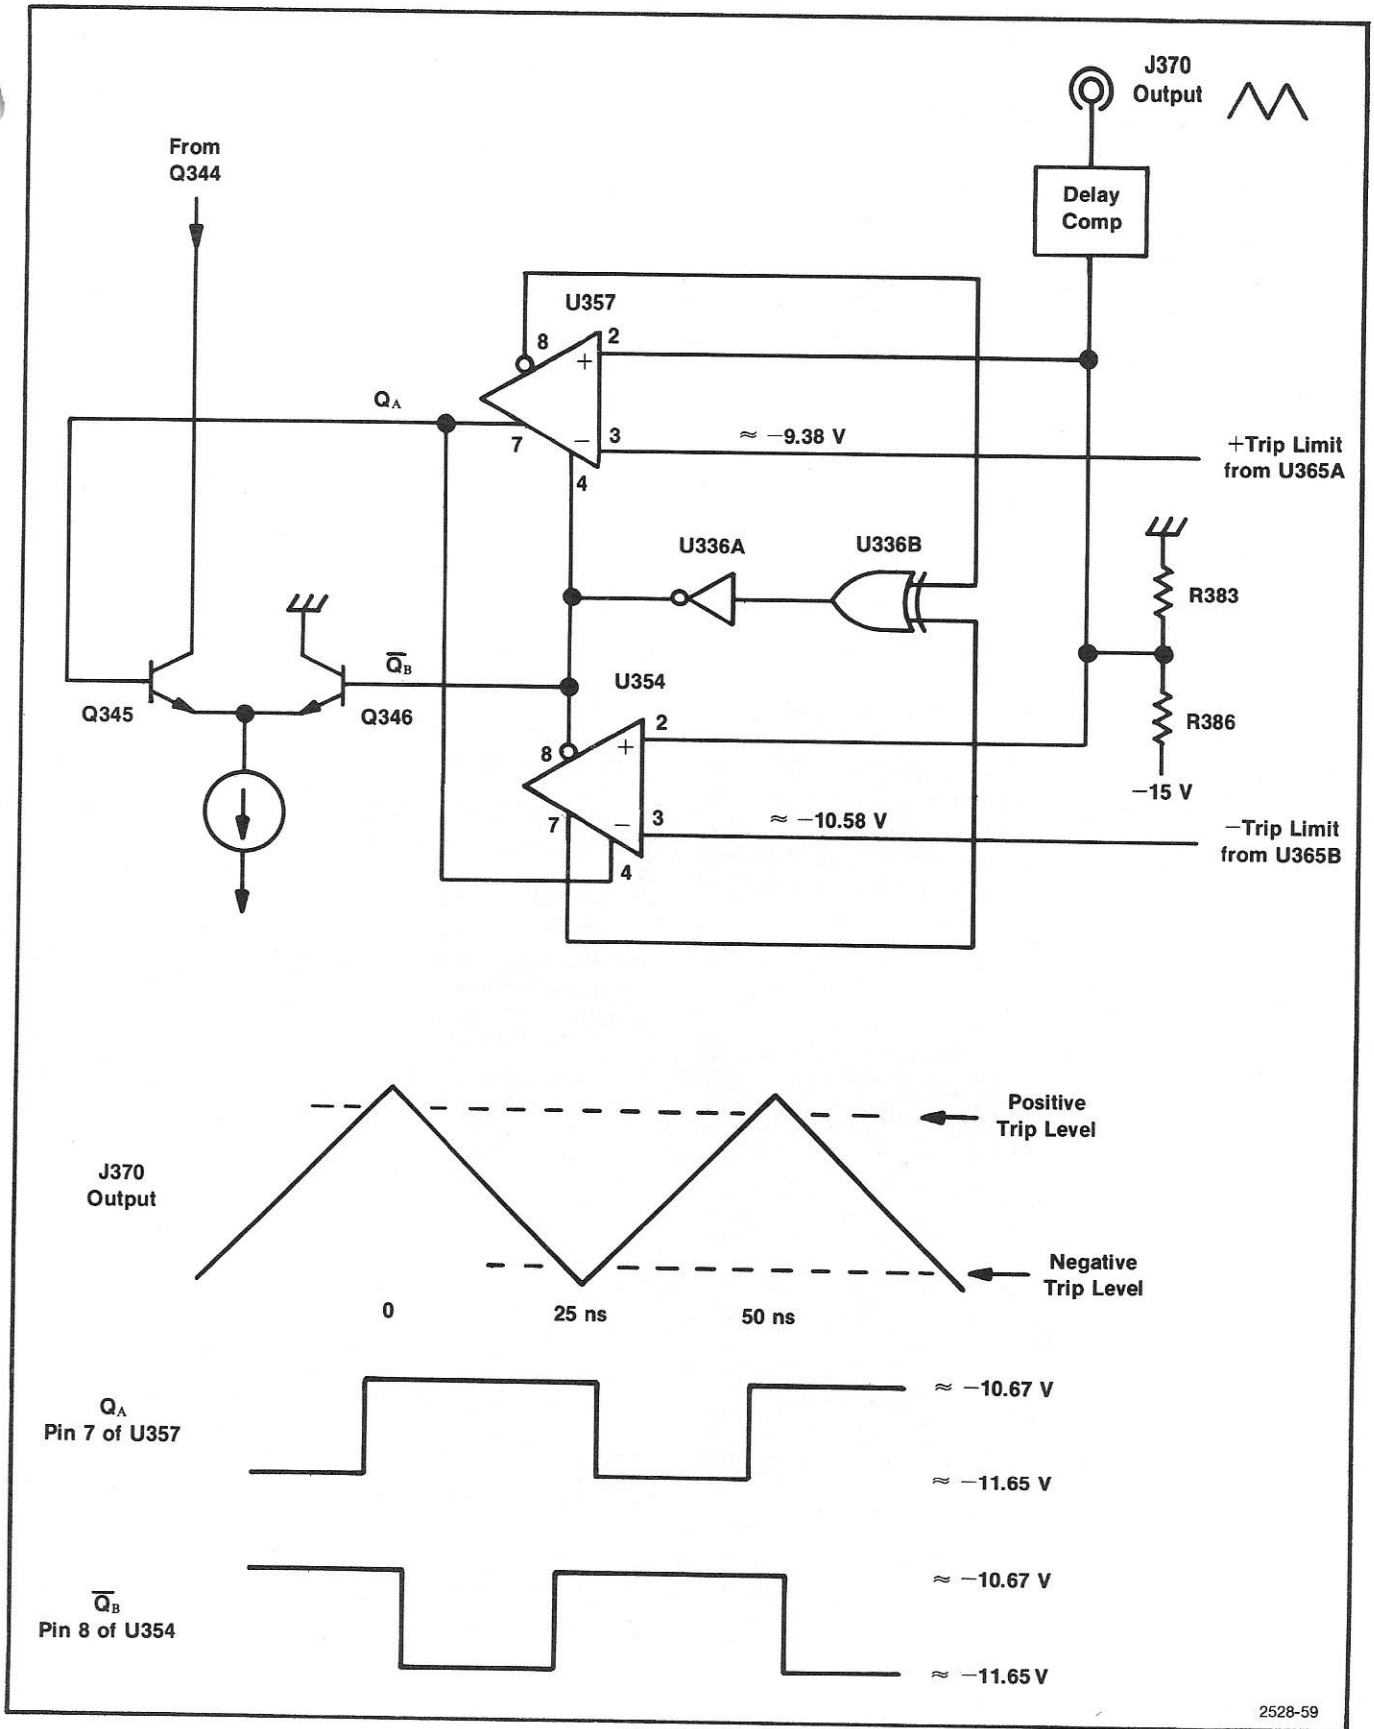 J370
Output
From
Q344
Delay
Comp
U357
8
2
+
QA
7
−
3
≈ −9.38 V
+Trip Limit
from U365A
4
U336A
U336B
R383
Q̅B
U354
Q345
Q346
2
R386
8
+
−15 V
7
−
3
≈ −10.58 V
−Trip Limit
from U365B
4
Positive
Trip Level
J370
Output
Negative
Trip Level
0
25 ns
50 ns
≈ −10.67 V
QA
Pin 7 of U357
≈ −11.65 V
≈ −10.67 V
Q̅B
Pin 8 of U354
≈ −11.65 V
2528-59